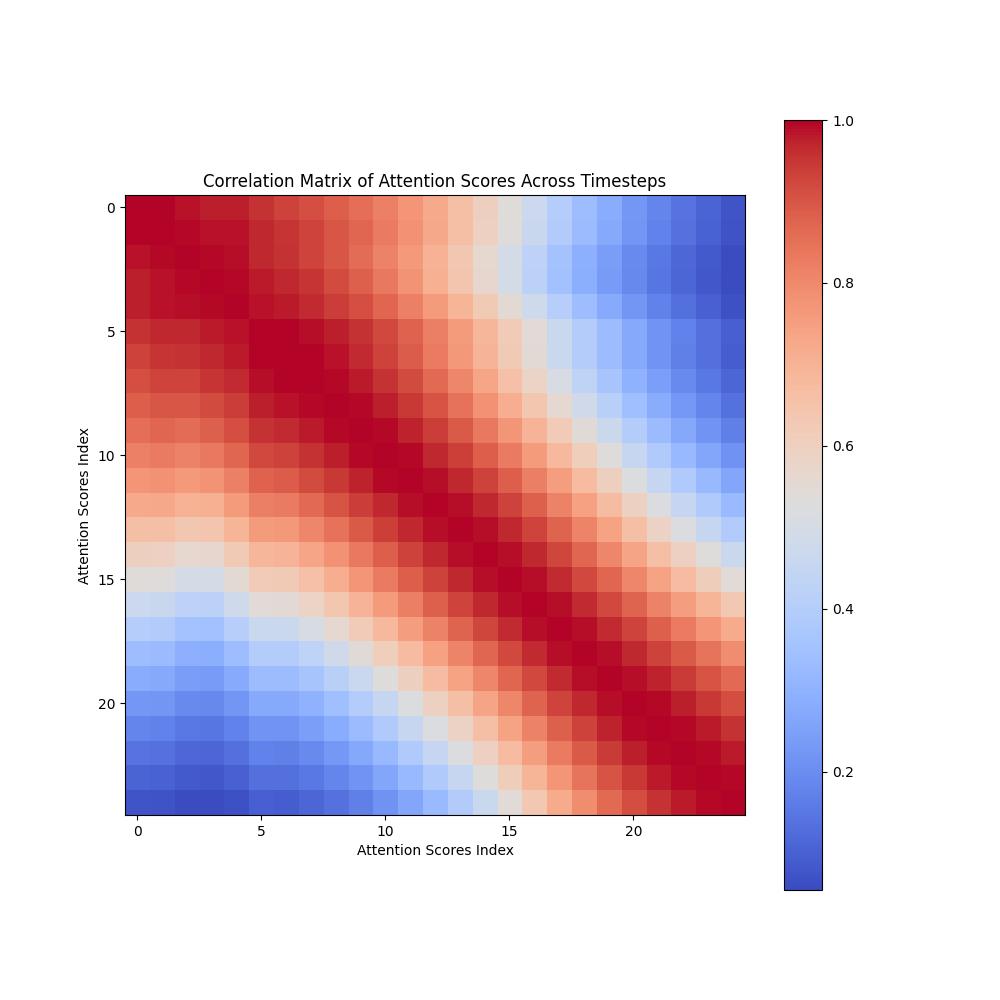 Correlation Matrix of Attention Scores Across Timesteps
1.0
0.8
0.6
0.4
0.2
0
5
10
15
20
Attention Scores Index
0 5 10 15 20
Attention Scores Index